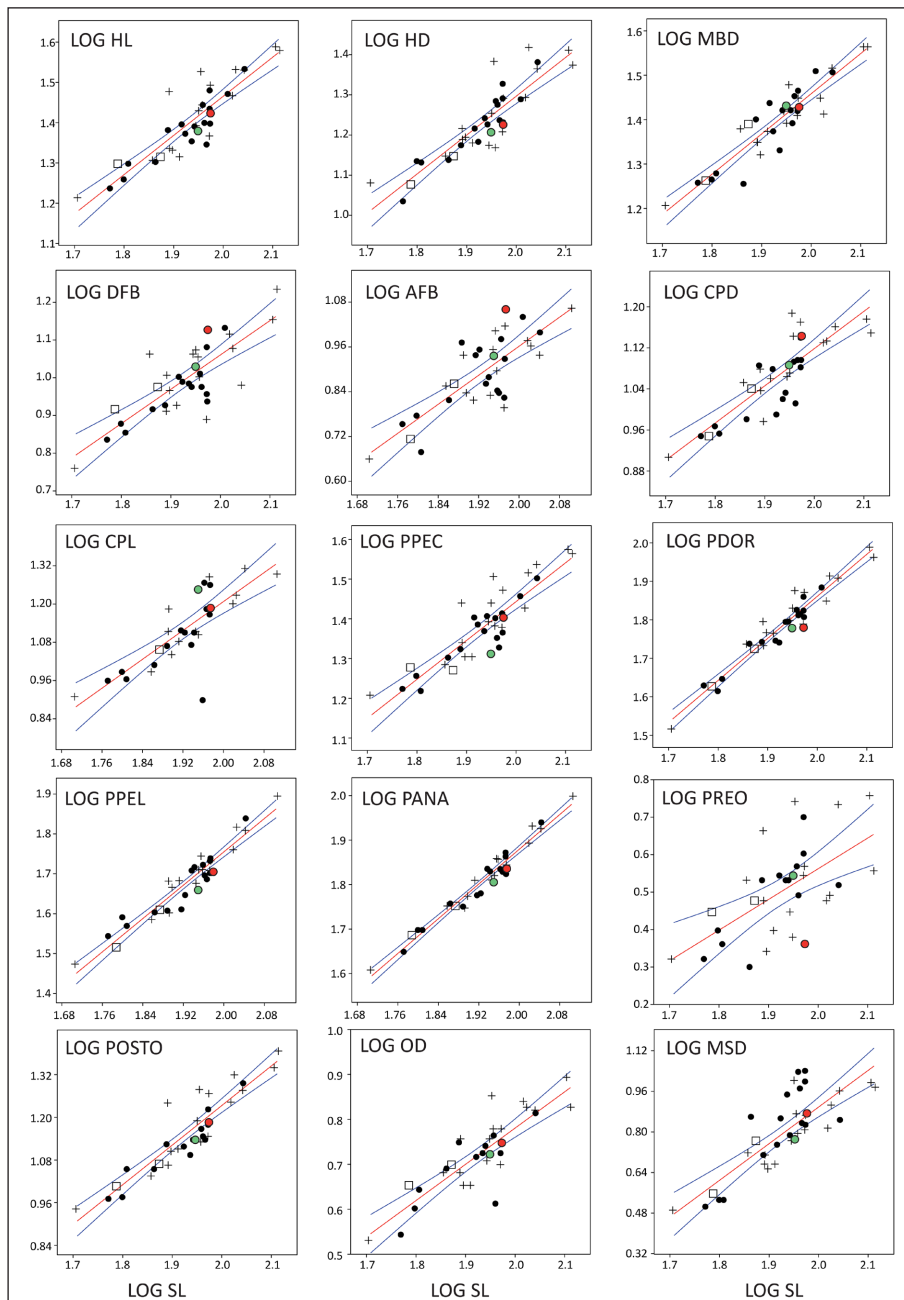 LOG HL
1.6
1.5
1.4
1.3
1.2
1.1
1.7 1.8 1.9 2.0 2.1
LOG HD
1.4
1.3
1.2
1.1
1.0
1.7 1.8 1.9 2.0 2.1
LOG MBD
1.6
1.5
1.4
1.3
1.2
1.7 1.8 1.9 2.0 2.1
LOG DFB
1.2
1.1
1.0
0.9
0.8
0.7
1.7 1.8 1.9 2.0 2.1
LOG AFB
1.08
0.96
0.84
0.72
0.60
1.68 1.76 1.84 1.92 2.00 2.08
LOG CPD
1.20
1.12
1.04
0.96
0.88
1.7 1.8 1.9 2.0 2.1
LOG CPL
1.32
1.20
1.08
0.96
0.84
1.68 1.76 1.84 1.92 2.00 2.08
LOG PPEC
1.6
1.5
1.4
1.3
1.2
1.1
1.7 1.8 1.9 2.0 2.1
LOG PDOR
2.0
1.9
1.8
1.7
1.6
1.5
1.7 1.8 1.9 2.0 2.1
LOG PPEL
1.9
1.8
1.7
1.6
1.5
1.4
1.68 1.76 1.84 1.92 2.00 2.08
LOG PANA
2.0
1.9
1.8
1.7
1.6
1.68 1.76 1.84 1.92 2.00 2.08
LOG PREO
0.8
0.7
0.6
0.5
0.4
0.3
0.2
1.7 1.8 1.9 2.0 2.1
LOG POSTO
1.32
1.20
1.08
0.96
0.84
1.7 1.8 1.9 2.0 2.1
LOG SL
LOG OD
1.0
0.9
0.8
0.7
0.6
0.5
1.7 1.8 1.9 2.0 2.1
LOG SL
LOG MSD
1.12
0.96
0.80
0.64
0.48
0.32
1.7 1.8 1.9 2.0 2.1
LOG SL